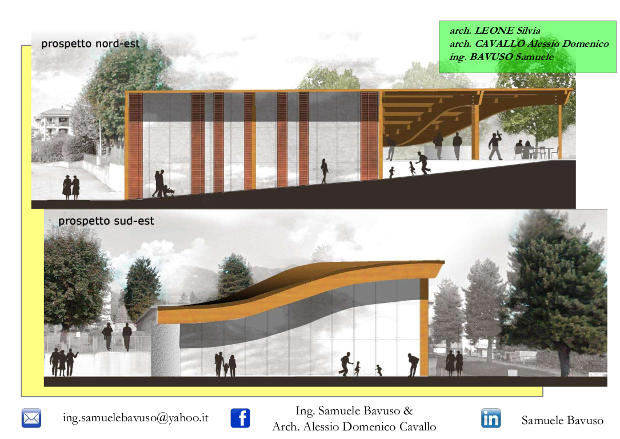 prospetto nord-est
arch. LEONE Silvia
arch. CAVALLO Alessio Domenico
ing. BAVUSO Samuele
prospetto sud-est
ing.samuelebavuso@yahoo.it
f
Ing. Samuele Bavuso &
Arch. Alessio Domenico Cavallo
in
Samuele Bavuso